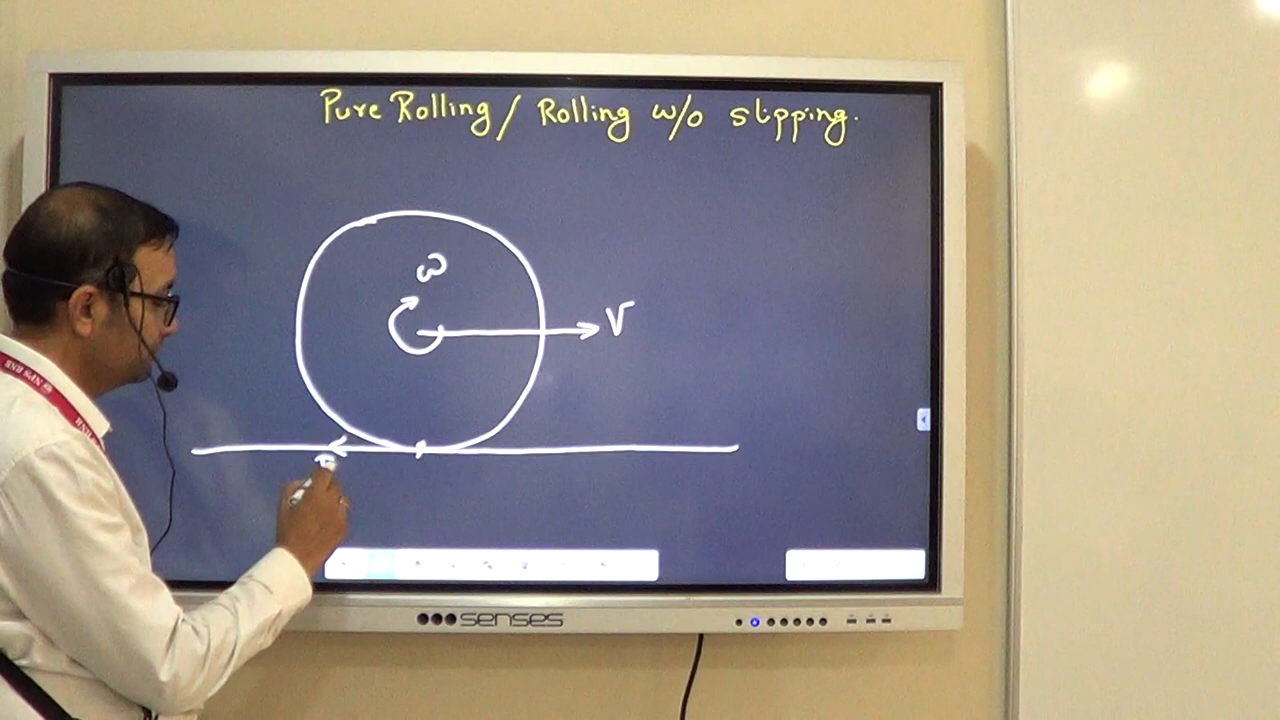 Pure Rolling / Rolling w/o slipping.
ω
V
senses